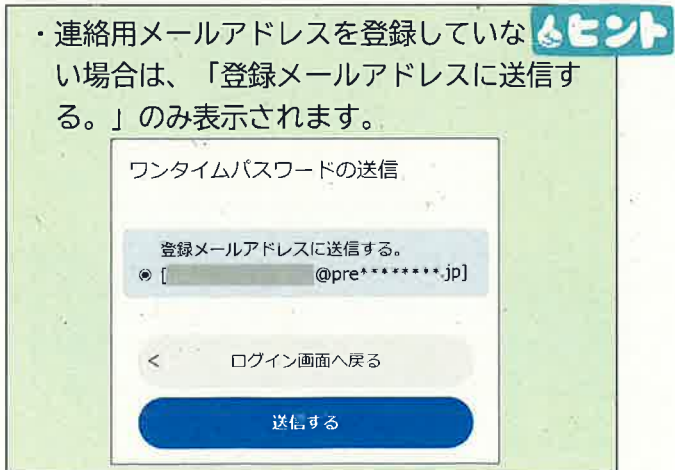 ヒント
・連絡用メールアドレスを登録していな
い場合は、「登録メールアドレスに送信す
る。」のみ表示されます。
ワンタイムパスワードの送信
登録メールアドレスに送信する。
[ @pre********.jp]
< ログイン画面へ戻る
送信する